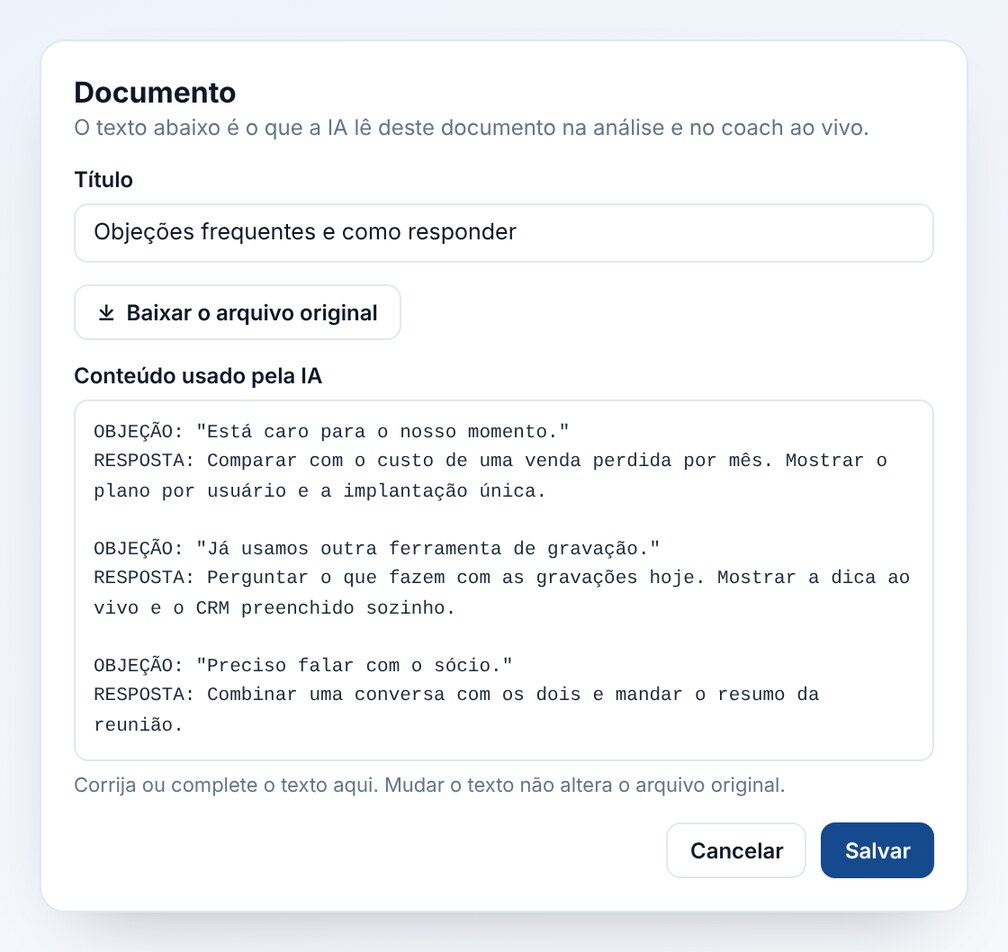 Documento
O texto abaixo é o que a IA lê deste documento na análise e no coach ao vivo.
Título
Objeções frequentes e como responder
Baixar o arquivo original
Conteúdo usado pela IA
OBJEÇÃO: "Está caro para o nosso momento."
RESPOSTA: Comparar com o custo de uma venda perdida por mês. Mostrar o
plano por usuário e a implantação única.
OBJEÇÃO: "Já usamos outra ferramenta de gravação."
RESPOSTA: Perguntar o que fazem com as gravações hoje. Mostrar a dica ao
vivo e o CRM preenchido sozinho.
OBJEÇÃO: "Preciso falar com o sócio."
RESPOSTA: Combinar uma conversa com os dois e mandar o resumo da
reunião.
Corrija ou complete o texto aqui. Mudar o texto não altera o arquivo original.
Cancelar
Salvar